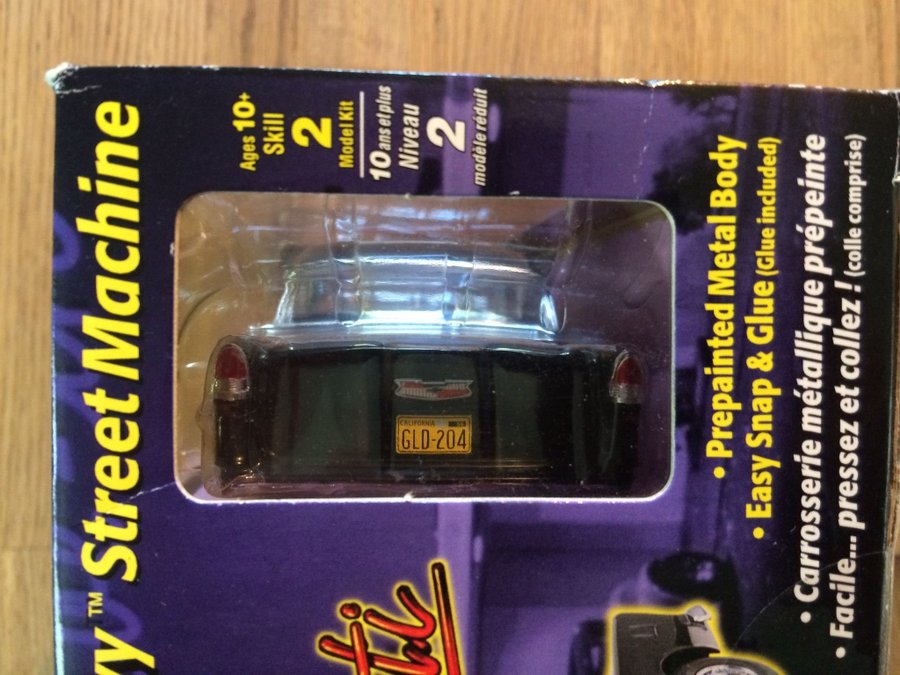 Street Machine
Ages 10+
Skill
2
Model Kit
10 ans et plus
Niveau
2
modèle réduit
• Prepainted Metal Body
• Easy Snap & Glue (Glue included)
• Carrosserie métallique prépeinte
• Facile... pressez et collez ! (colle comprise)
CALIFORNIA
GLD-204